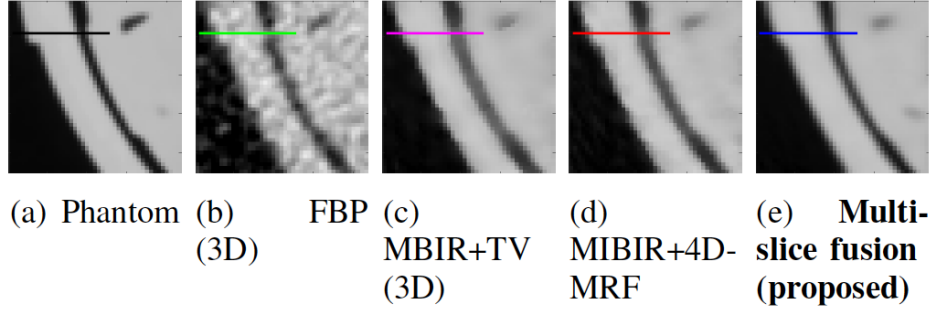 (a) Phantom
(b) FBP
(3D)
(c)
MBIR+TV
(3D)
(d)
MIBIR+4D-
MRF
(e) Multi-
slice fusion
(proposed)